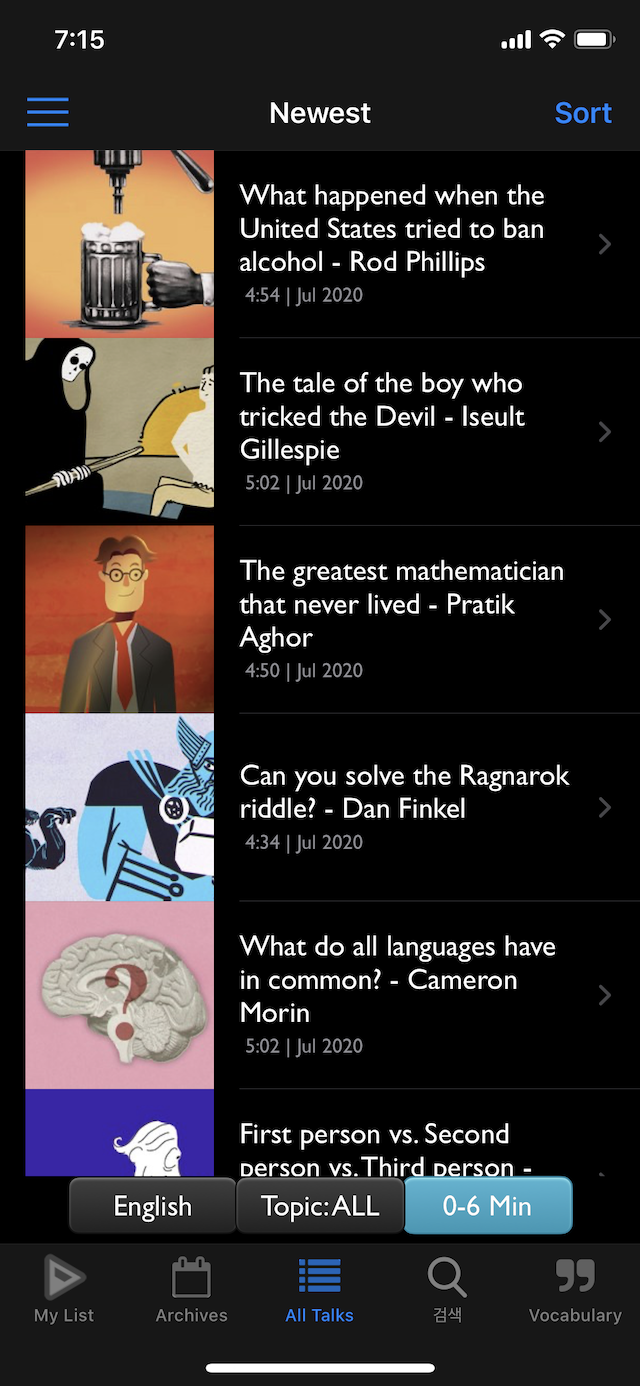 7:15
Newest
Sort
What happened when the
United States tried to ban
alcohol - Rod Phillips
4:54 | Jul 2020
The tale of the boy who
tricked the Devil - Iseult
Gillespie
5:02 | Jul 2020
The greatest mathematician
that never lived - Pratik
Aghor
4:50 | Jul 2020
Can you solve the Ragnarok
riddle? - Dan Finkel
4:34 | Jul 2020
What do all languages have
in common? - Cameron
Morin
5:02 | Jul 2020
First person vs. Second
person vs. Third person -
English
Topic:ALL
0-6 Min
My List
Archives
All Talks
검색
Vocabulary